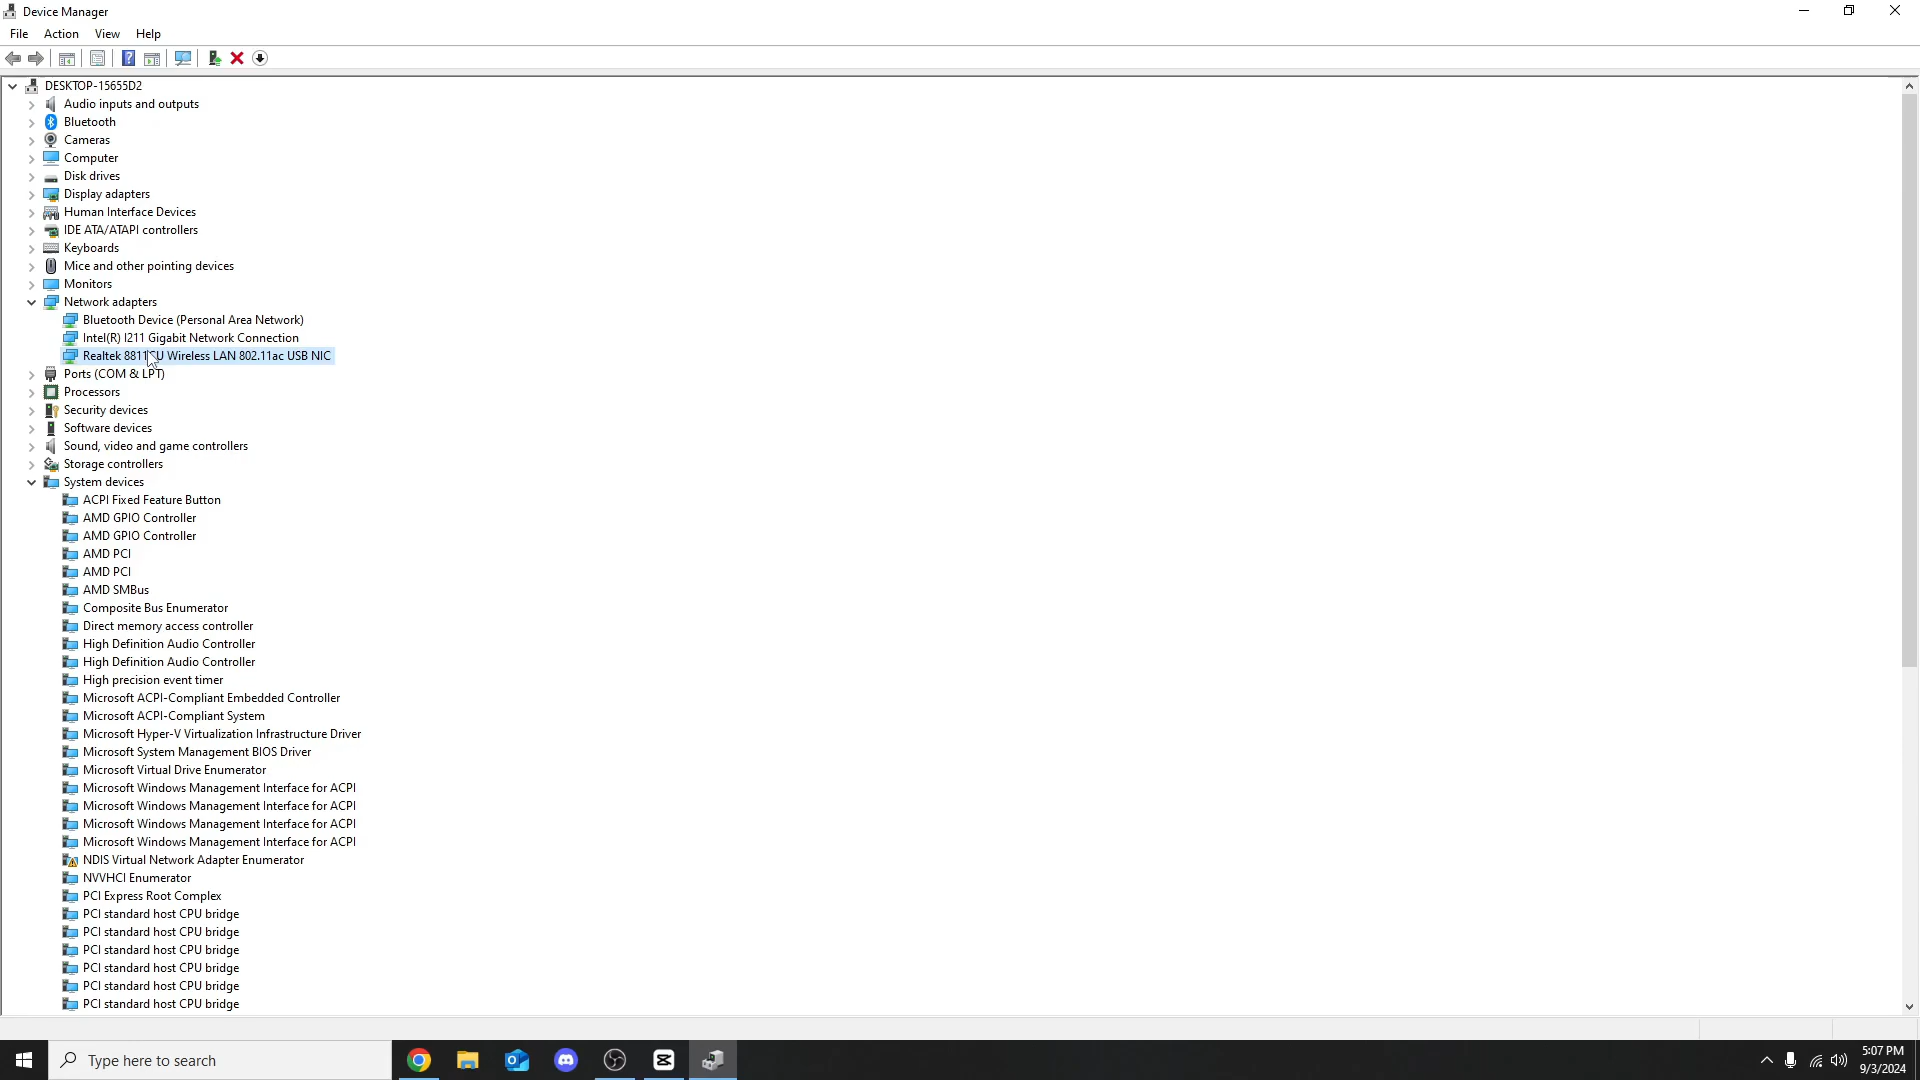 Device Manager
File Action View Help
DESKTOP-15655D2
Audio inputs and outputs
Bluetooth
Cameras
Computer
Disk drives
Display adapters
Human Interface Devices
IDE ATA/ATAPI controllers
Keyboards
Mice and other pointing devices
Monitors
Network adapters
Bluetooth Device (Personal Area Network)
Intel(R) I211 Gigabit Network Connection
Realtek Wireless LAN 802.11ac USB NIC
Ports (COM & LPT)
Processors
Security devices
Software devices
Sound, video and game controllers
Storage controllers
System devices
ACPI Fixed Feature Button
AMD GPIO Controller
AMD GPIO Controller
AMD PCI
AMD PCI
AMD SMBus
Composite Bus Enumerator
Direct memory access controller
High Definition Audio Controller
High Definition Audio Controller
High precision event timer
Microsoft ACPI-Compliant Embedded Controller
Microsoft ACPI-Compliant System
Microsoft Hyper-V Virtualization Infrastructure Driver
Microsoft System Management BIOS Driver
Microsoft Virtual Drive Enumerator
Microsoft Windows Management Interface for ACPI
Microsoft Windows Management Interface for ACPI
Microsoft Windows Management Interface for ACPI
Microsoft Windows Management Interface for ACPI
NDIS Virtual Network Adapter Enumerator
NVVHCI Enumerator
PCI Express Root Complex
PCI standard host CPU bridge
PCI standard host CPU bridge
PCI standard host CPU bridge
PCI standard host CPU bridge
PCI standard host CPU bridge
PCI standard host CPU bridge
Type here to search
5:07 PM
9/3/2024